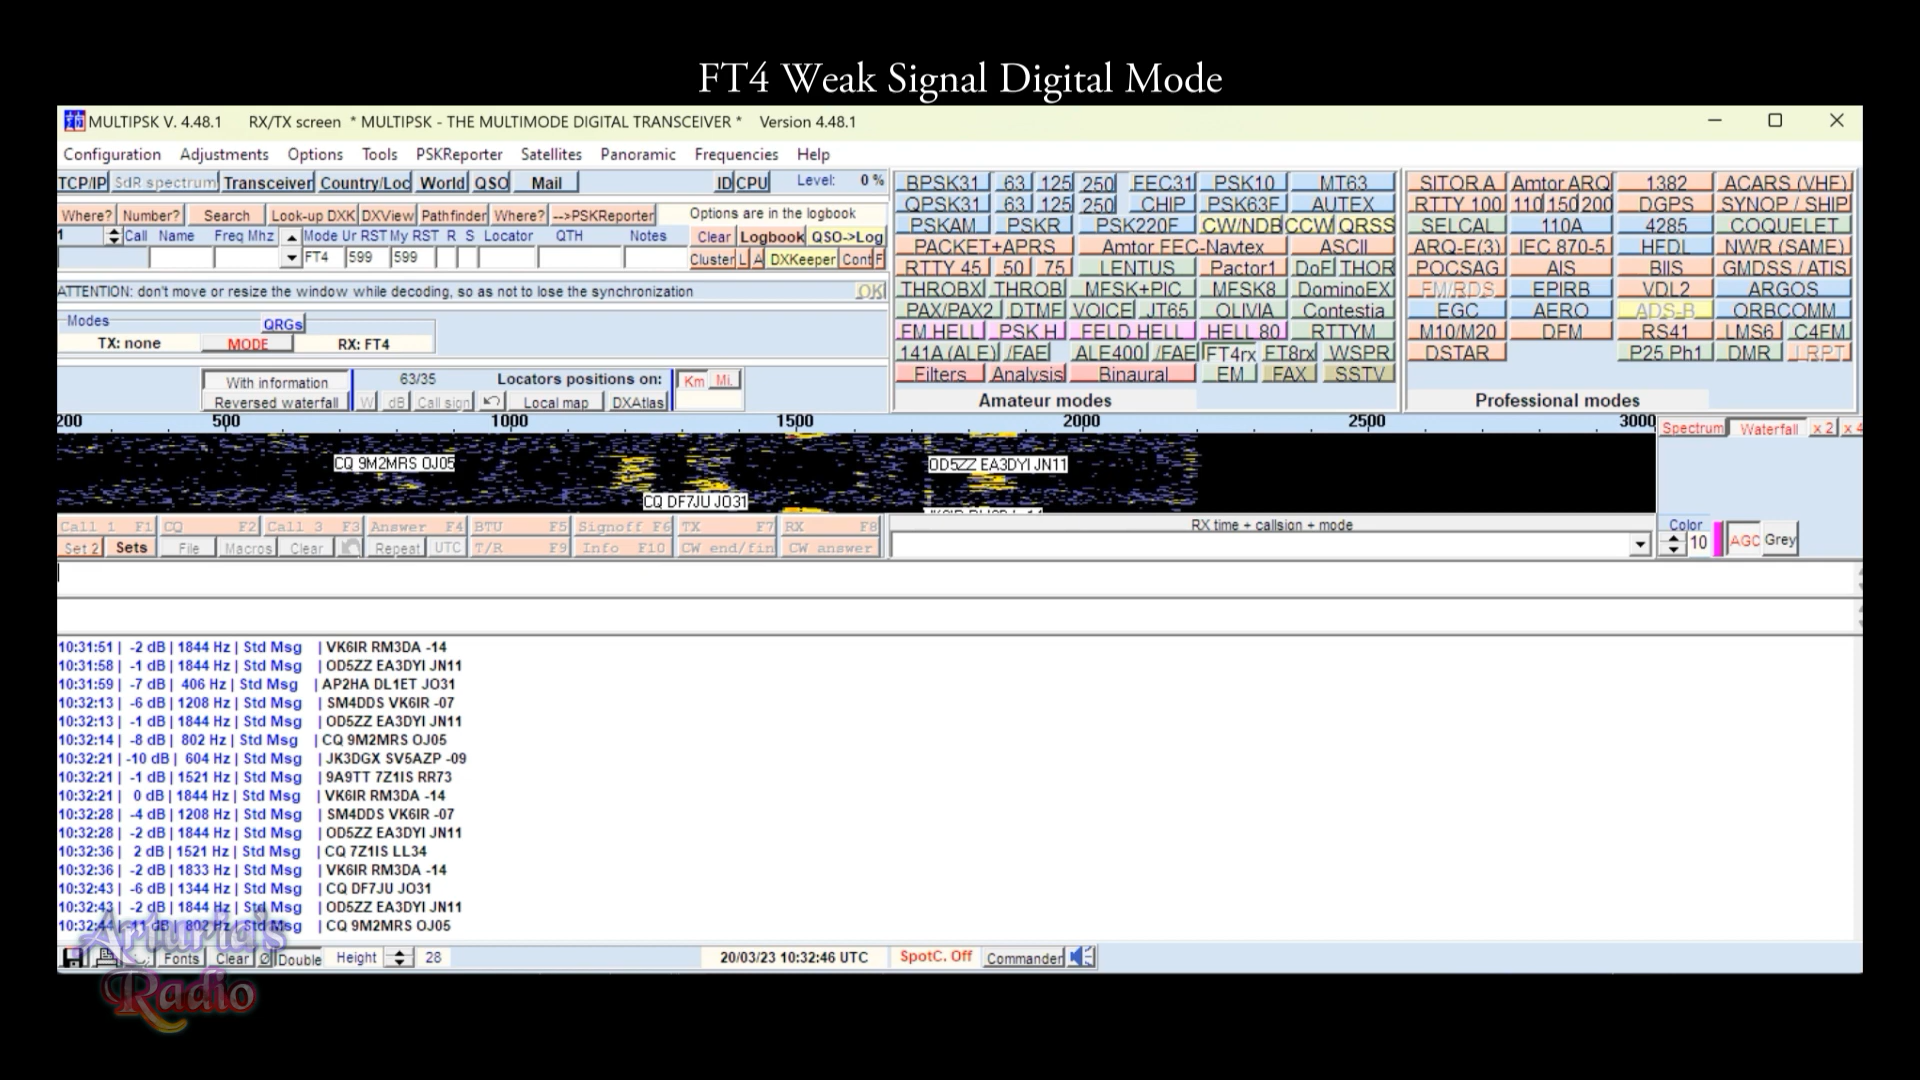 FT4 Weak Signal Digital Mode
MULTIPSK V. 4.48.1 RX/TX screen * MULTIPSK - THE MULTIMODE DIGITAL TRANSCEIVER * Version 4.48.1
Configuration Adjustments Options Tools PSKReporter Satellites Panoramic Frequencies Help
TCP/IP SdR spectrum Transceiver Country/Loc World QSO Mail ID CPU Level: 0 %
Where? Number? Search Look-up DXK DXView Pathfinder Where? -->PSKReporter Options are in the logbook
1 Call Name Freq Mhz Mode Ur RST My RST R S Locator QTH Notes Clear Logbook QSO->Log
FT4 599 599 Cluster L A DXKeeper Cont F
ATTENTION: don't move or resize the window while decoding, so as not to lose the synchronization OK
Modes QRGs
TX: none MODE RX: FT4
With information 63/35 Locators positions on: Km Mi.
Reversed waterfall W dB Call sign Local map DXAtlas
BPSK31 63 125 250 EEC31 PSK10 MT63
QPSK31 63 125 250 CHIP PSK63F AUTEX
PSKAM PSKR PSK220F CW/NDB CCW QRSS
PACKET+APRS Amtor FEC-Navtex ASCII
RTTY 45 50 75 LENTUS Pactor1 DoF THOR
THROBX THROB MFSK+PIC MFSK8 DominoEX
PAX/PAX2 DTMF VOICE JT65 OLIVIA Contestia
FM HELL PSK H FELD HELL HELL 80 RTTYM
141A (ALE) /FAE ALE400 /FAE FT4rx FT8rx WSPR
Filters Analysis Binaural EM FAX SSTV
Amateur modes
SITOR A Amtor ARQ 1382 ACARS (VHF)
RTTY 100 110 150 200 DGPS SYNOP / SHIP
SELCAL 110A 4285 COQUELET
ARQ-E(3) IEC 870-5 HFDL NWR (SAME)
POCSAG AIS BIIS GMDSS / ATIS
FM/RDS EPIRB VDL2 ARGOS
EGC AERO ADS-B ORBCOMM
M10/M20 DFM RS41 LMS6 C4FM
DSTAR P25 Ph1 DMR LRPT
Professional modes
200 500 1000 1500 2000 2500 3000 Spectrum Waterfall x 2 x 4
CQ 9M2MRS OJ05 OD5ZZ EA3DYI JN11
CQ DF7JU JO31
Call 1 F1 CQ F2 Call 3 F3 Answer F4 BTU F5 Signoff F6 TX F7 RX F8 RX time + callsion + mode Color
Set 2 Sets File Macros Clear Repeat UTC T/R F9 Info F10 CW end/fin CW answer 10 AGC Grey
10:31:51 | -2 dB | 1844 Hz | Std Msg | VK6IR RM3DA -14
10:31:58 | -1 dB | 1844 Hz | Std Msg | OD5ZZ EA3DYI JN11
10:31:59 | -7 dB | 406 Hz | Std Msg | AP2HA DL1ET JO31
10:32:13 | -6 dB | 1208 Hz | Std Msg | SM4DDS VK6IR -07
10:32:13 | -1 dB | 1844 Hz | Std Msg | OD5ZZ EA3DYI JN11
10:32:14 | -8 dB | 802 Hz | Std Msg | CQ 9M2MRS OJ05
10:32:21 | -10 dB | 604 Hz | Std Msg | JK3DGX SV5AZP -09
10:32:21 | -1 dB | 1521 Hz | Std Msg | 9A9TT 7Z1IS RR73
10:32:21 | 0 dB | 1844 Hz | Std Msg | VK6IR RM3DA -14
10:32:28 | -4 dB | 1208 Hz | Std Msg | SM4DDS VK6IR -07
10:32:28 | -2 dB | 1844 Hz | Std Msg | OD5ZZ EA3DYI JN11
10:32:36 | 2 dB | 1521 Hz | Std Msg | CQ 7Z1IS LL34
10:32:36 | -2 dB | 1833 Hz | Std Msg | VK6IR RM3DA -14
10:32:43 | -6 dB | 1344 Hz | Std Msg | CQ DF7JU JO31
10:32:43 | -2 dB | 1844 Hz | Std Msg | OD5ZZ EA3DYI JN11
10:32:44 | -11 dB | 802 Hz | Std Msg | CQ 9M2MRS OJ05
Fonts Clear Double Height 28 20/03/23 10:32:46 UTC SpotC. Off Commander
Arturia's
Radio